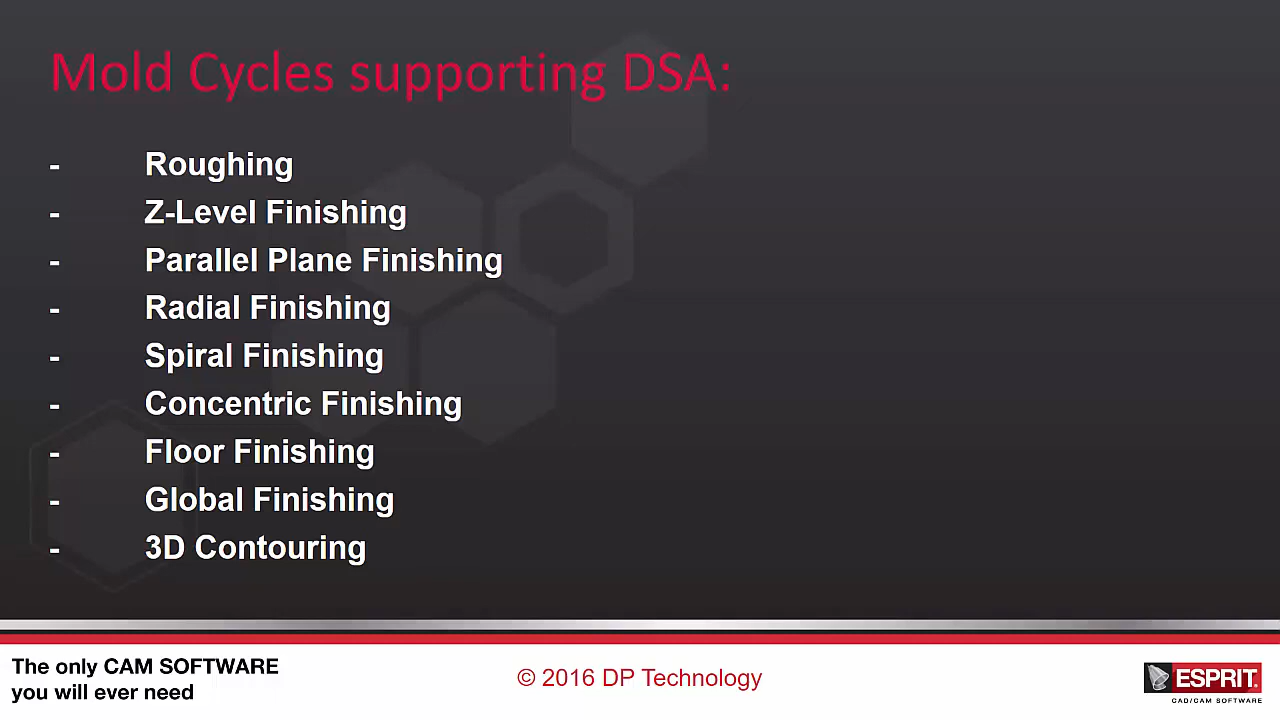 Mold Cycles supporting DSA:
- Roughing
- Z-Level Finishing
- Parallel Plane Finishing
- Radial Finishing
- Spiral Finishing
- Concentric Finishing
- Floor Finishing
- Global Finishing
- 3D Contouring
The only CAM SOFTWARE
you will ever need
© 2016 DP Technology
ESPRIT
CAD/CAM SOFTWARE